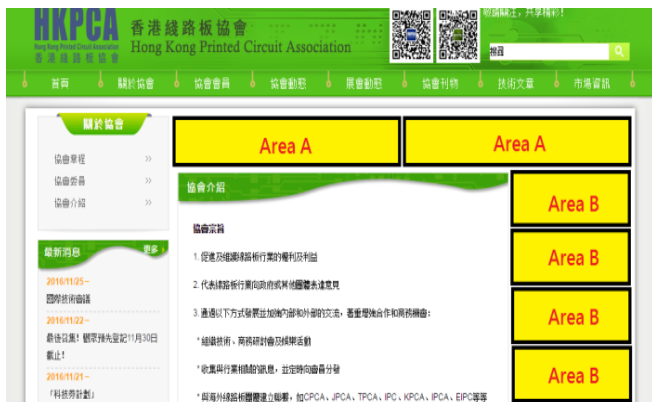 HKPCA
Hong Kong Printed Circuit Association
香港綫路板協會
香港綫路板協會
Hong Kong Printed Circuit Association
關注，共享精彩！
搜尋
首頁
關於協會
協會會員
協會動態
展會動態
協會刊物
技術文章
市場資訊
關於協會
協會章程 >>
協會委員 >>
協會介紹 >>
Area A
Area A
協會介紹
協會宗旨
1. 促進及維護綫路板行業的權利及利益
2. 代表綫路板行業向政府或其他團體表達意見
3. 通過以下方式發展並加強內部和外部的交流，着重增強合作和商務機會：
*組織技術、商務研討會及娛樂活動
*收集與行業相關的訊息，並定時向會員分發
*與海外綫路板團體建立聯繫，如CPCA、JPCA、TPCA、IPC、KPCA、IPCA、EIPC等等
Area B
Area B
Area B
Area B
最新消息
更多
2016/11/25--
國際技術會議
2016/11/22--
最後召集！觀眾預先登記11月30日
截止！
2016/11/21--
「科技券計劃」